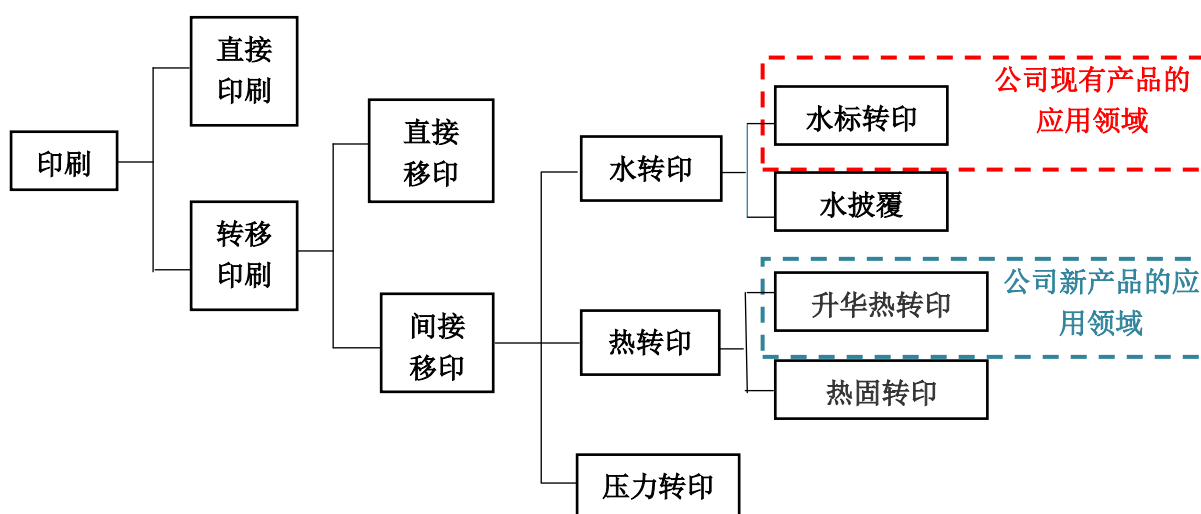 印刷
直接
印刷
转移
印刷
直接
移印
间接
移印
水转印
热转印
压力转印
水标转印
水披覆
升华热转印
热固转印
公司现有产品的
应用领域
公司新产品的应
用领域